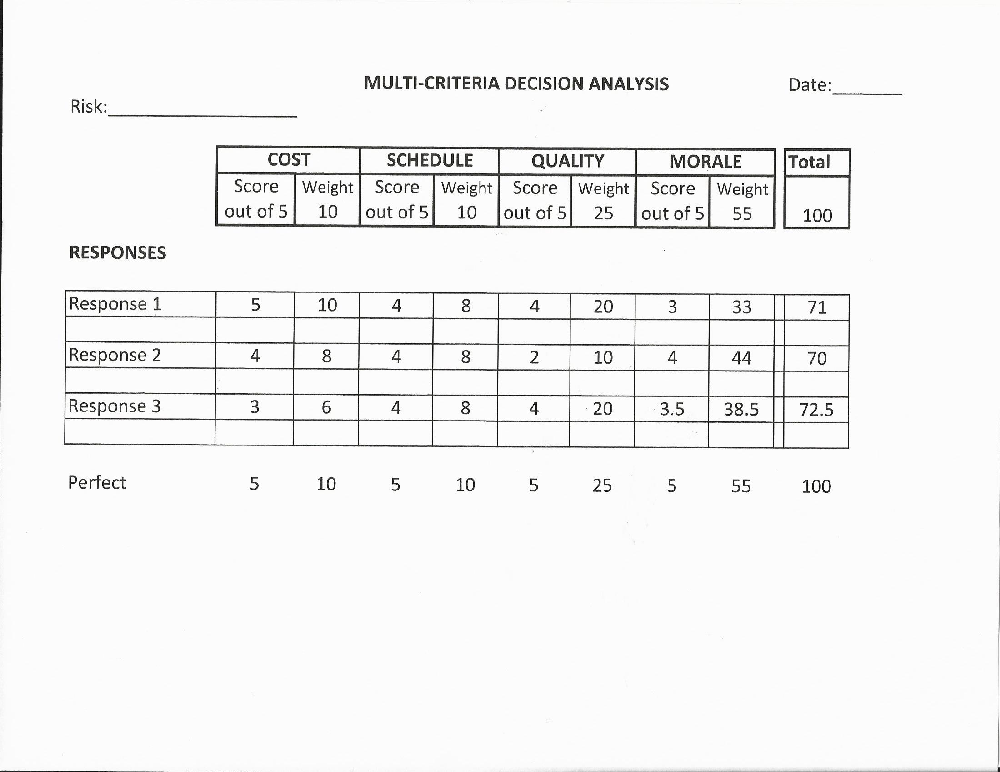 MULTI-CRITERIA DECISION ANALYSIS Date:________
Risk:____________________
COST SCHEDULE QUALITY MORALE Total
Score Weight Score Weight Score Weight Score Weight
out of 5 10 out of 5 10 out of 5 25 out of 5 55 100
RESPONSES
Response 1 5 10 4 8 4 20 3 33 71
Response 2 4 8 4 8 2 10 4 44 70
Response 3 3 6 4 8 4 20 3.5 38.5 72.5
Perfect 5 10 5 10 5 25 5 55 100